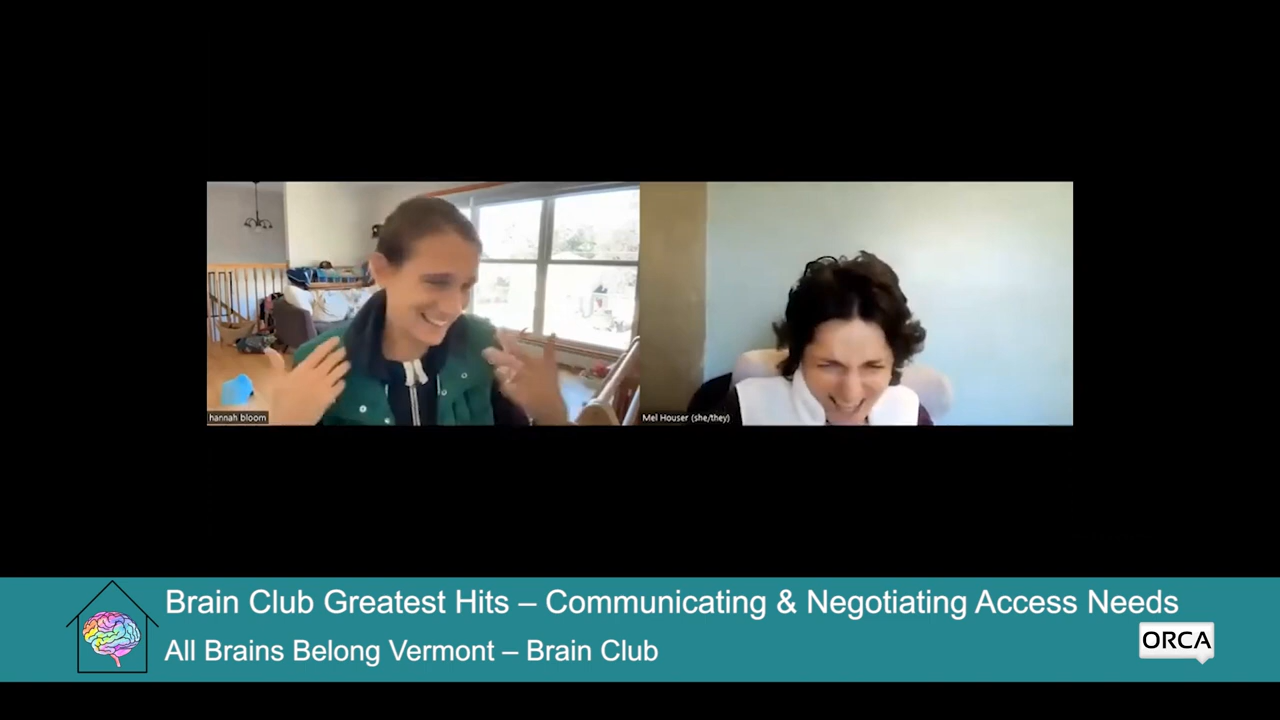 hannah bloom
Mel Houser (she/they)
Brain Club Greatest Hits – Communicating & Negotiating Access Needs
All Brains Belong Vermont – Brain Club
ORCA